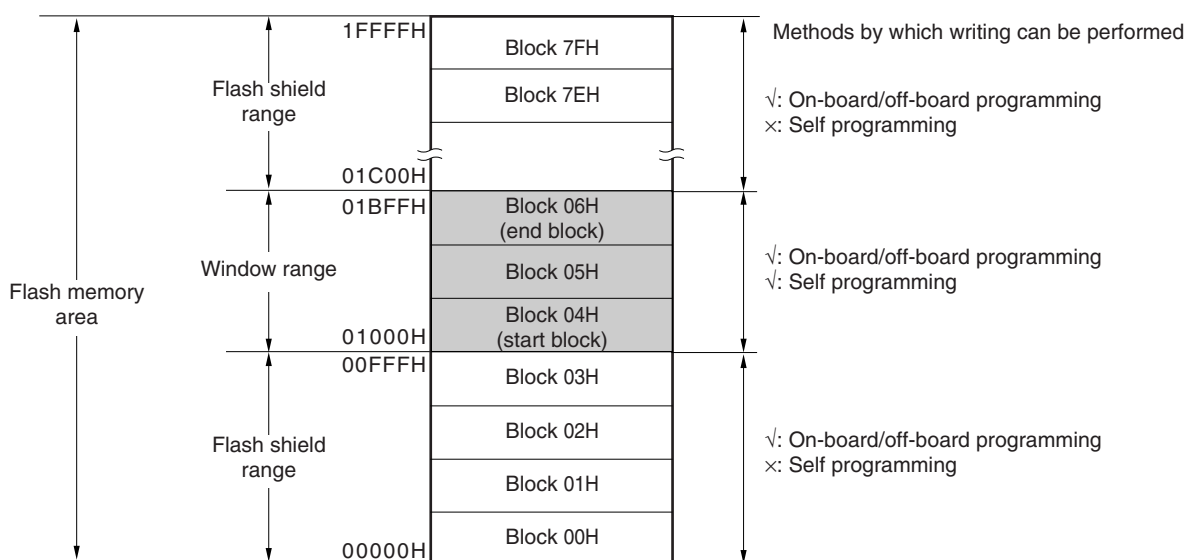 1FFFFH
Block 7FH
Methods by which writing can be performed
Block 7EH
Flash shield
range
√: On-board/off-board programming
×: Self programming
01C00H
01BFFH
Block 06H
(end block)
Window range
Block 05H
√: On-board/off-board programming
√: Self programming
Flash memory
area
Block 04H
(start block)
01000H
00FFFH
Block 03H
Flash shield
range
Block 02H
√: On-board/off-board programming
×: Self programming
Block 01H
Block 00H
00000H